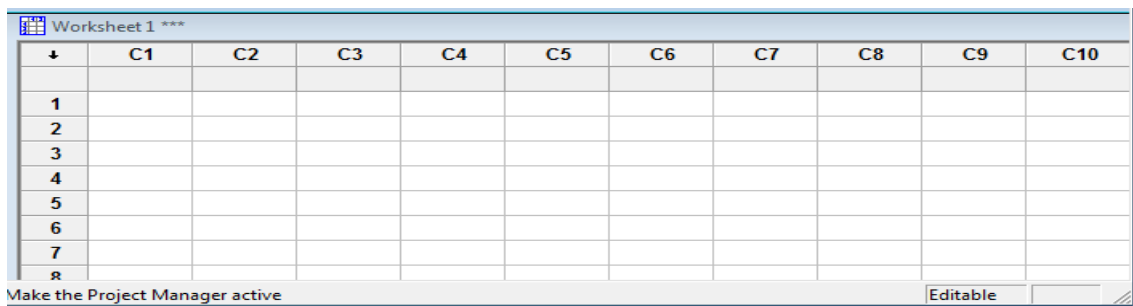 Worksheet 1 ***
C1 C2 C3 C4 C5 C6 C7 C8 C9 C10
1
2
3
4
5
6
7
8
Make the Project Manager active Editable